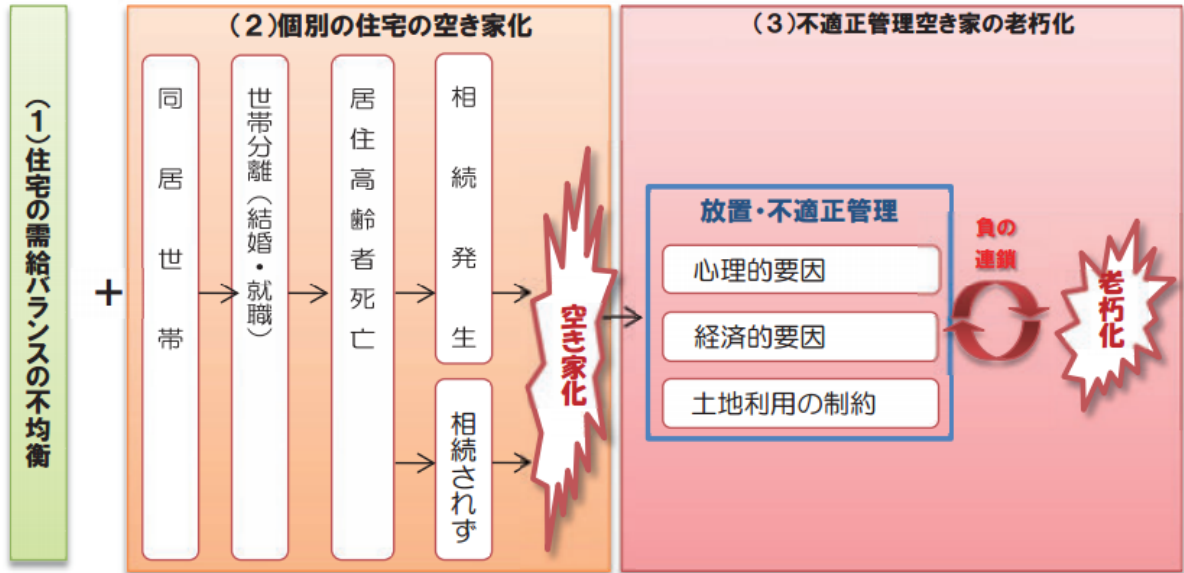 (1)住宅の需給バランスの不均衡
+
(2)個別の住宅の空き家化
同居世帯
世帯分離(結婚・就職)
居住高齢者死亡
相続発生
相続されず
空き家化
(3)不適正管理空き家の老朽化
放置・不適正管理
心理的要因
経済的要因
土地利用の制約
負の
連鎖
老朽化